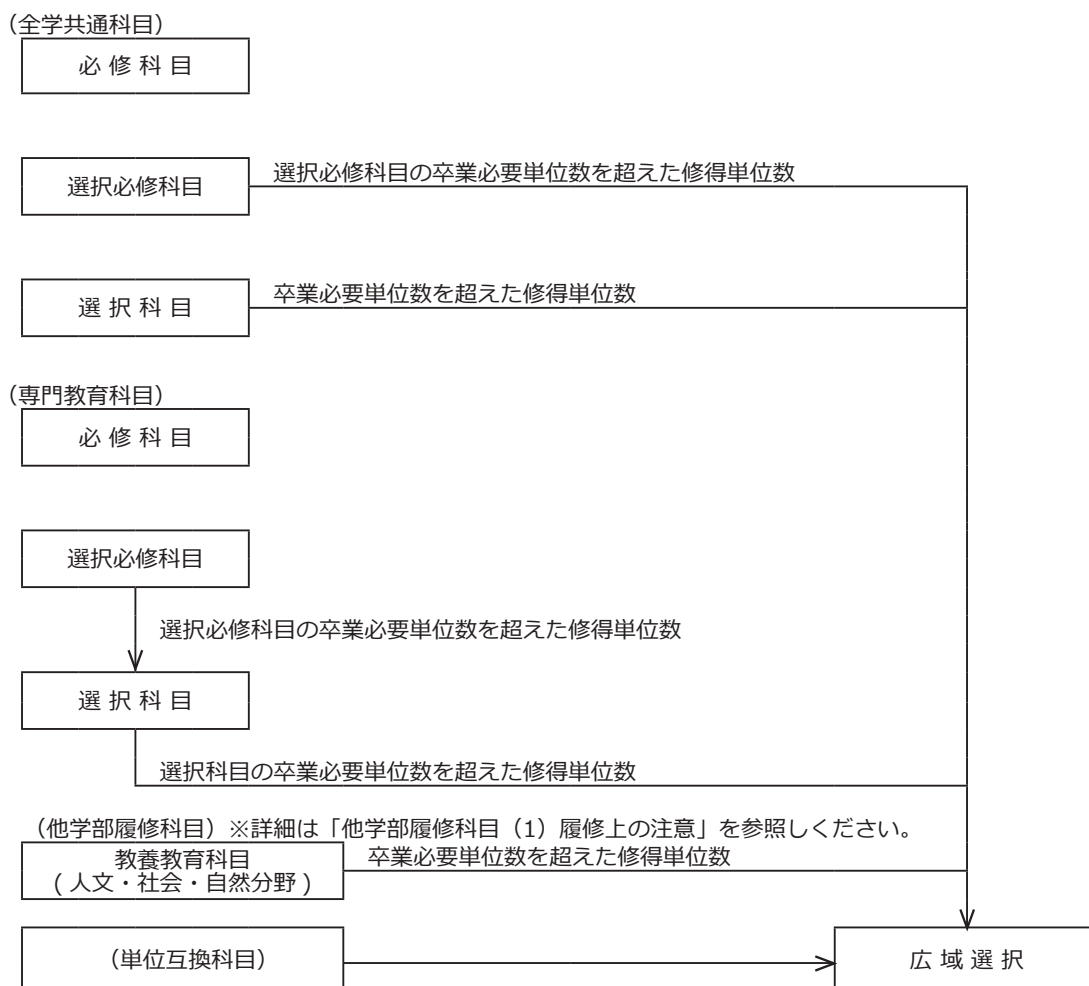 （全学共通科目）
必 修 科 目
選択必修科目
選択必修科目の卒業必要単位数を超えた修得単位数
選 択 科 目
卒業必要単位数を超えた修得単位数
（専門教育科目）
必 修 科 目
選択必修科目
選択必修科目の卒業必要単位数を超えた修得単位数
選 択 科 目
選択科目の卒業必要単位数を超えた修得単位数
（他学部履修科目）※詳細は「他学部履修科目（1）履修上の注意」を参照しください。
教養教育科目
( 人文・社会・自然分野 )
卒業必要単位数を超えた修得単位数
（単位互換科目）
広 域 選 択